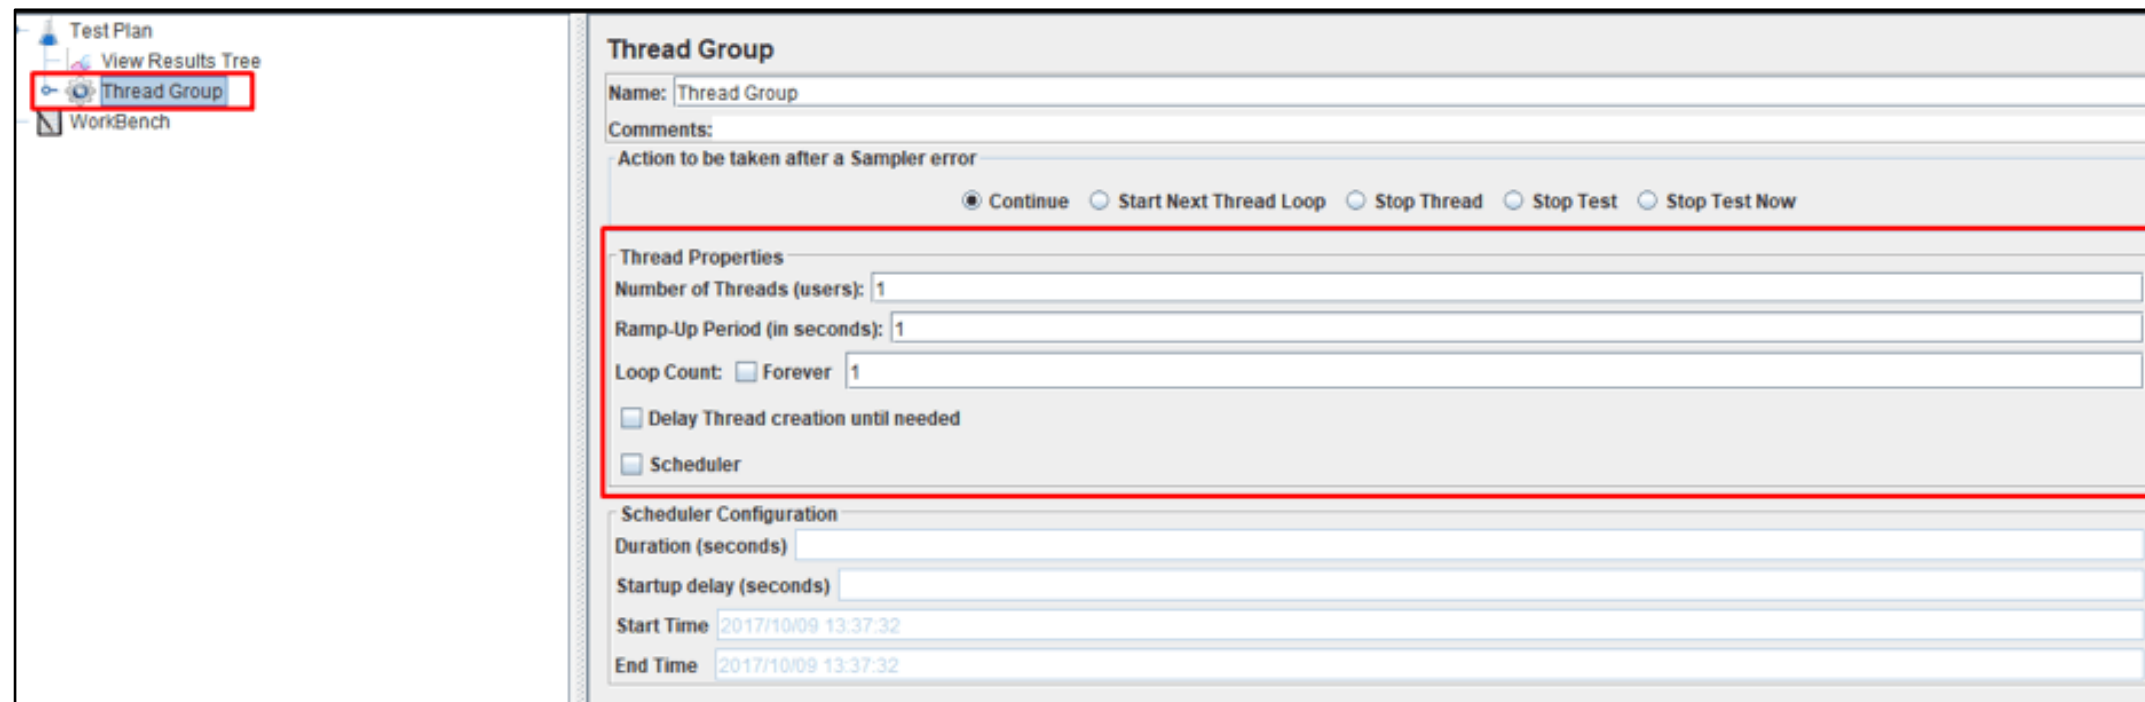 Test Plan
View Results Tree
Thread Group
WorkBench
Thread Group
Name: Thread Group
Comments:
Action to be taken after a Sampler error
Continue Start Next Thread Loop Stop Thread Stop Test Stop Test Now
Thread Properties
Number of Threads (users): 1
Ramp-Up Period (in seconds): 1
Loop Count: Forever 1
Delay Thread creation until needed
Scheduler
Scheduler Configuration
Duration (seconds)
Startup delay (seconds)
Start Time 2017/10/09 13:37:32
End Time 2017/10/09 13:37:32